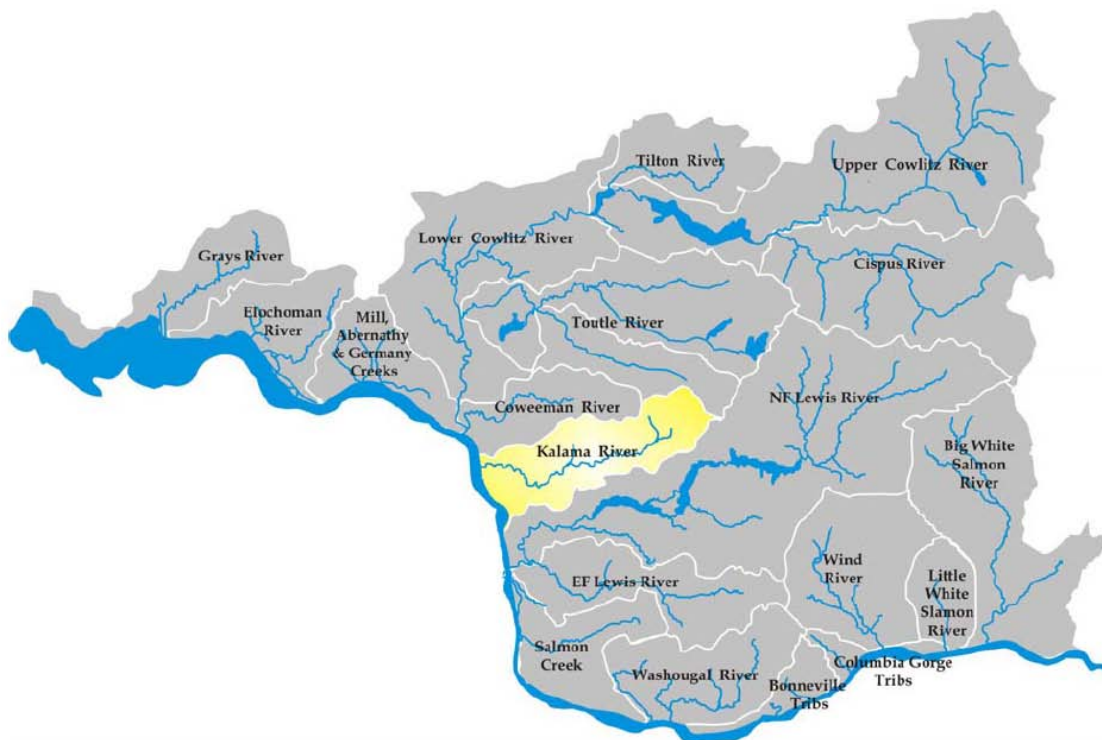 Tilton River
Upper Cowlitz River
Lower Cowlitz River
Grays River
Cispus River
Elochoman
River
Mill,
Abernathy
& Germany
Creeks
Toutle River
Coweeman River
NF Lewis River
Kalama River
Big White
Salmon
River
Wind
River
EF Lewis River
Little
White
Slamon
River
Salmon
Creek
Washougal River
Columbia Gorge
Tribs
Bonneville
Tribs